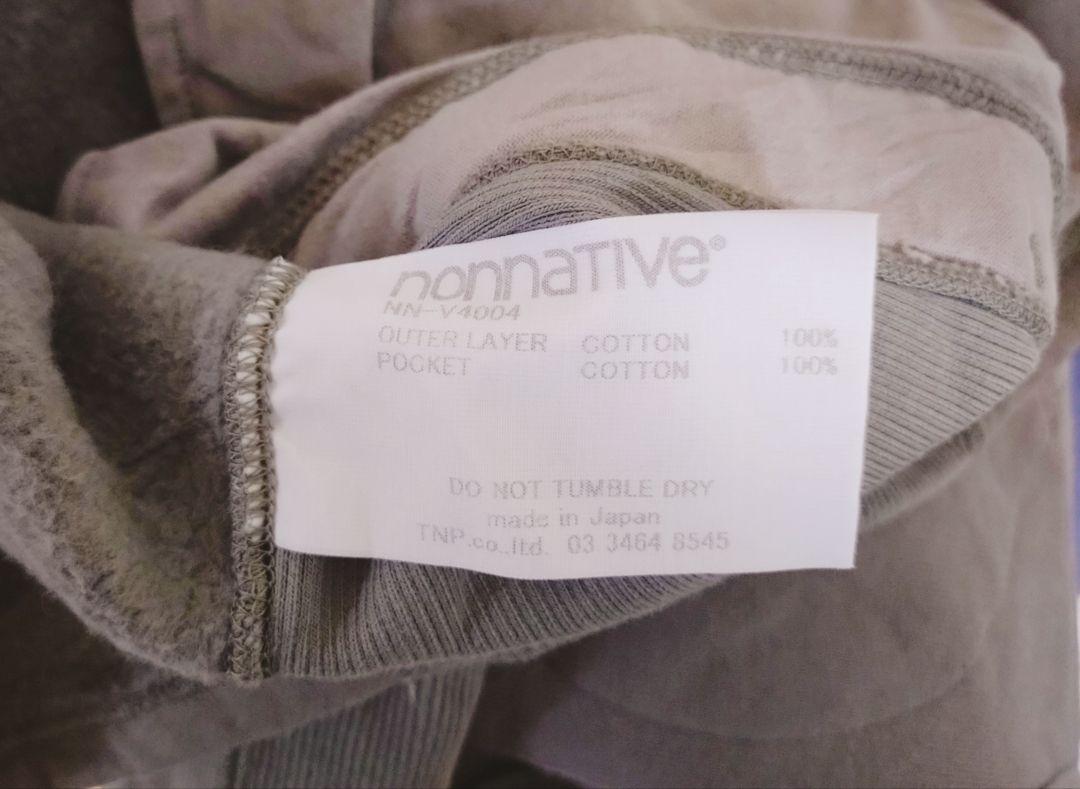 nonnaTIVe®
NN-V4004
OUTER LAYER COTTON 100%
POCKET COTTON 100%
DO NOT TUMBLE DRY
made in Japan
TNP.co.,ltd. 03 3464 8545